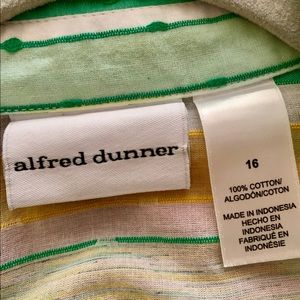 alfred dunner
16
100% COTTON/
ALGODÓN/COTON
MADE IN INDONESIA
HECHO EN
INDONESIA
FABRIQUÉ EN
INDONÉSIE